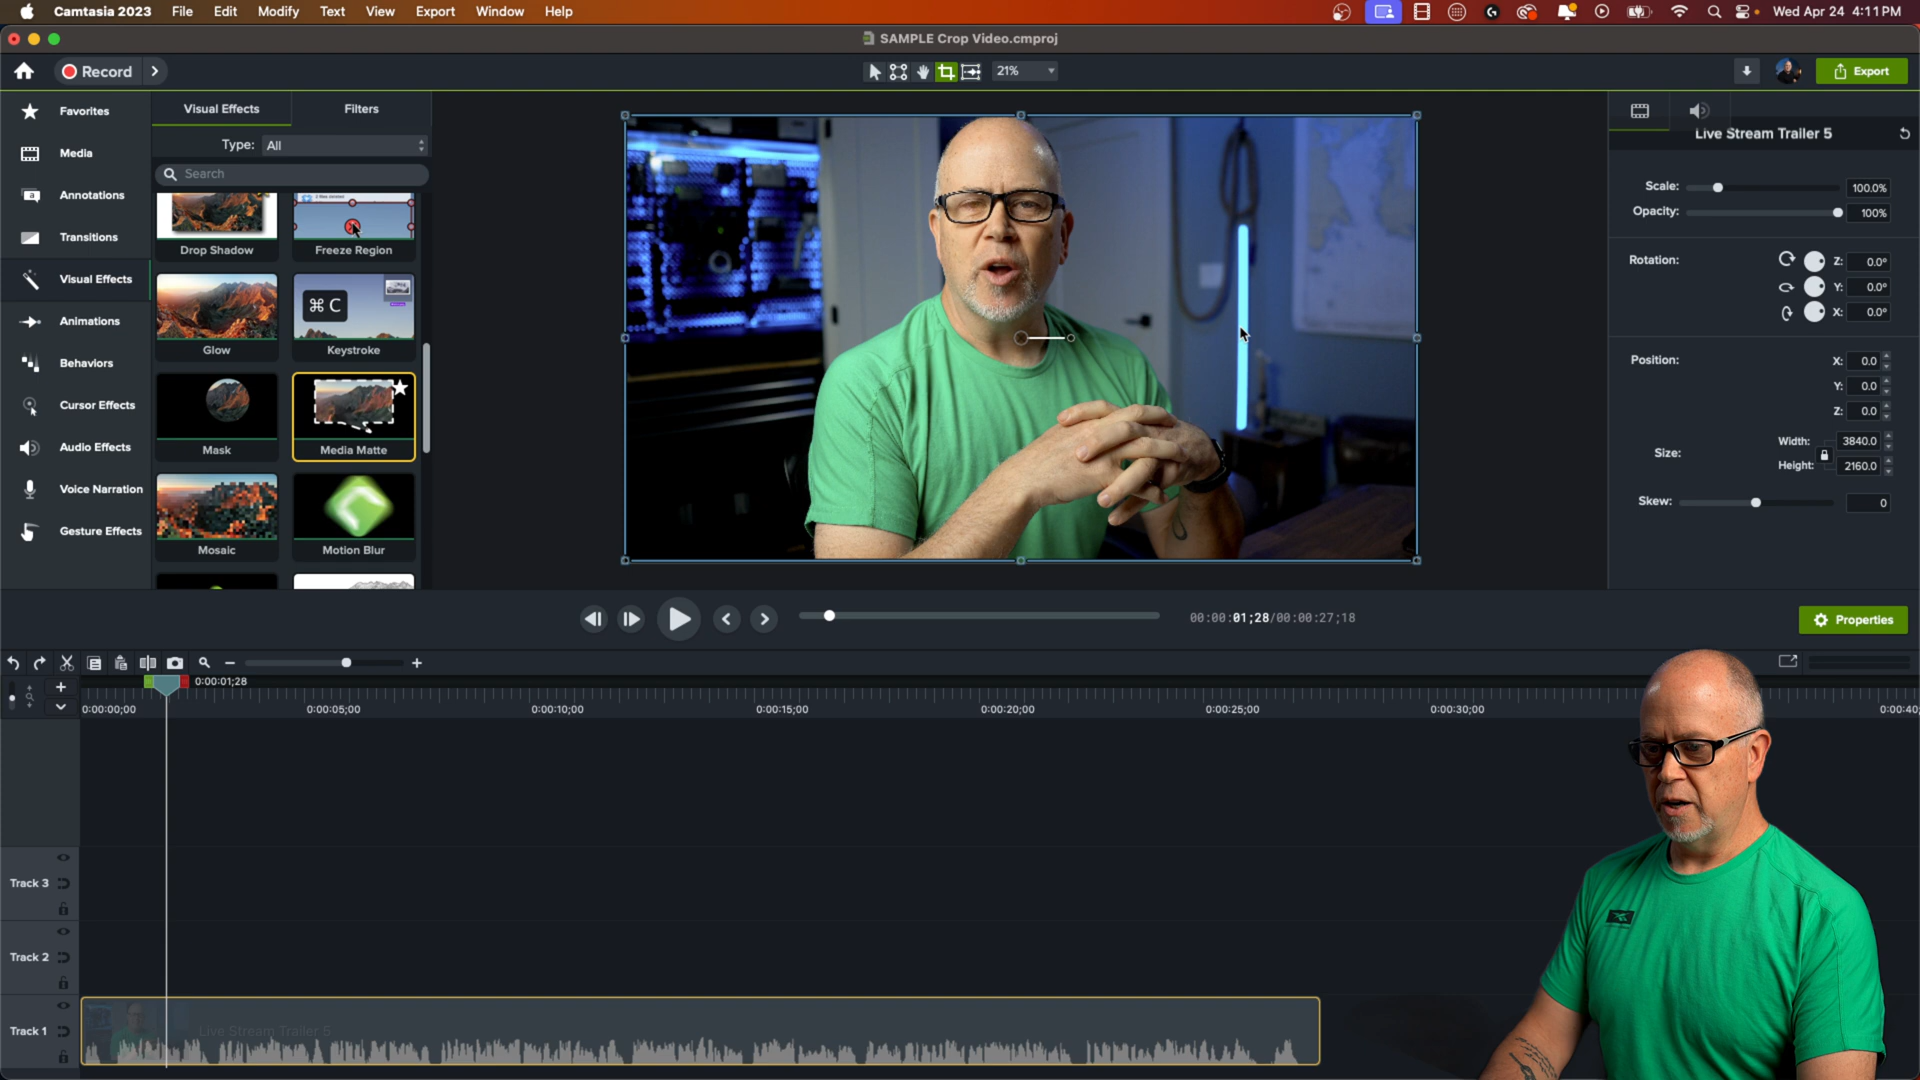 Camtasia 2023 File Edit Modify Text View Export Window Help
Wed Apr 24 4:11 PM
SAMPLE Crop Video.cmproj
Record
21%
Export
Favorites
Media
Annotations
Transitions
Visual Effects
Animations
Behaviors
Cursor Effects
Audio Effects
Voice Narration
Gesture Effects
Visual Effects Filters
Type: All
Search
Drop Shadow Freeze Region
⌘ C
Glow Keystroke
Mask Media Matte
Mosaic Motion Blur
Live Stream Trailer 5
Scale: 100.0%
Opacity: 100%
Rotation: Z: 0.0°
Y: 0.0°
X: 0.0°
Position: X: 0.0
Y: 0.0
Z: 0.0
Size: Width: 3840.0
Height: 2160.0
Skew: 0
00:00:01;28/00:00:27;18
Properties
0:00:01;28
0:00:00;00 0:00:05;00 0:00:10;00 0:00:15;00 0:00:20;00 0:00:25;00 0:00:30;00 0:00:40;
Track 3
Track 2
Track 1
Live Stream Trailer 5